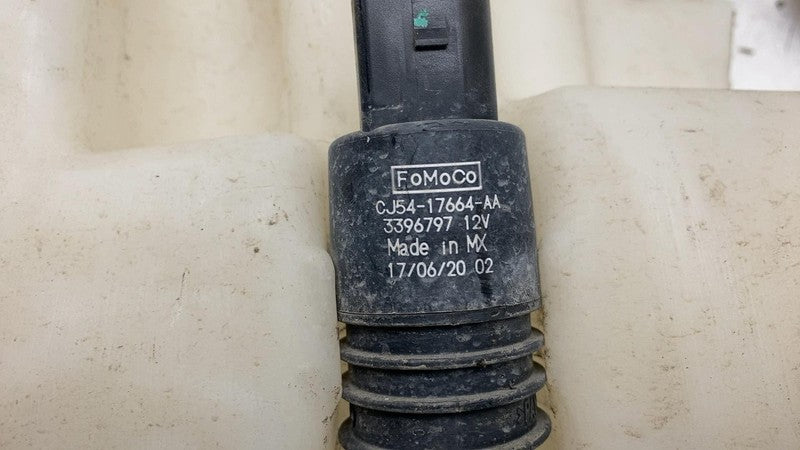 FoMoCo
CJ54-17664-AA
3396797 12V
Made in MX
17/06/20 02